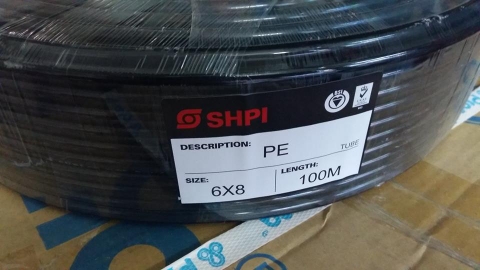 SHPI
DESCRIPTION: PE TUBE
SIZE: 6X8
LENGTH: 100M